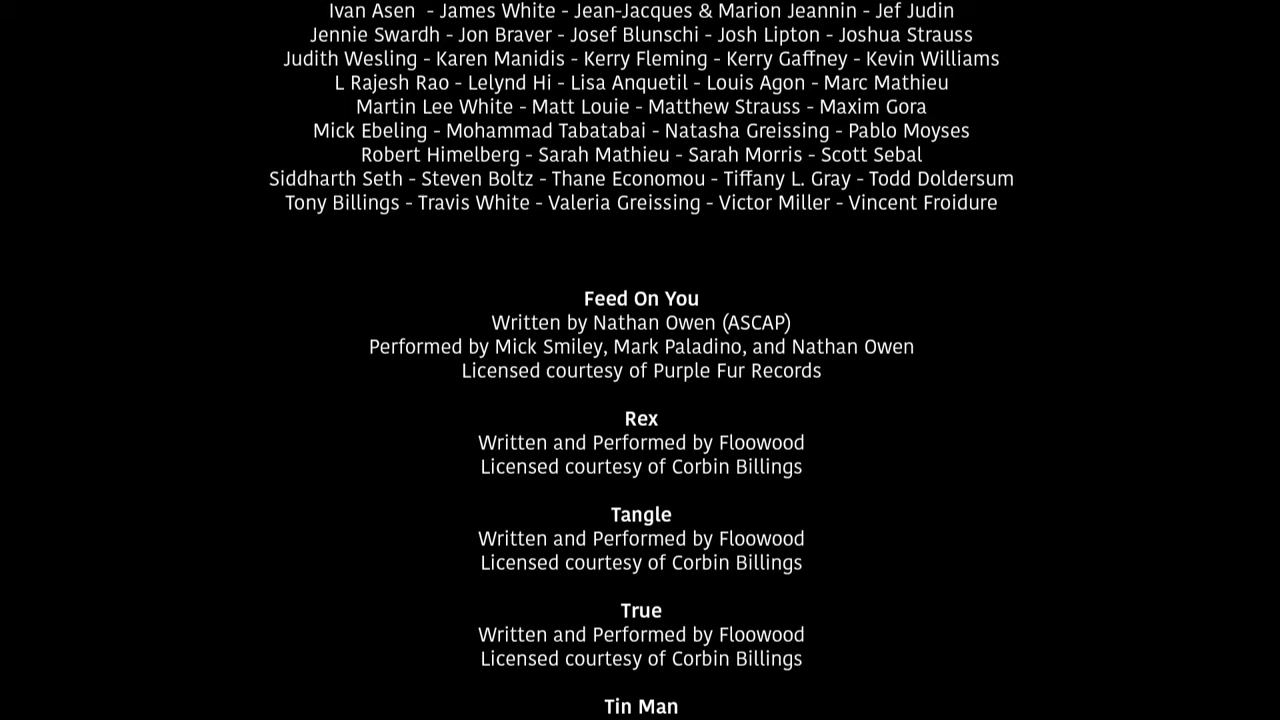 Ivan Asen  - James White - Jean-Jacques & Marion Jeannin - Jef Judin
Jennie Swardh - Jon Braver - Josef Blunschi - Josh Lipton - Joshua Strauss
Judith Wesling - Karen Manidis - Kerry Fleming - Kerry Gaffney - Kevin Williams
L Rajesh Rao - Lelynd Hi - Lisa Anquetil - Louis Agon - Marc Mathieu
Martin Lee White - Matt Louie - Matthew Strauss - Maxim Gora
Mick Ebeling - Mohammad Tabatabai - Natasha Greissing - Pablo Moyses
Robert Himelberg - Sarah Mathieu - Sarah Morris - Scott Sebal
Siddharth Seth - Steven Boltz - Thane Economou - Tiffany L. Gray - Todd Doldersum
Tony Billings - Travis White - Valeria Greissing - Victor Miller - Vincent Froidure
Feed On You
Written by Nathan Owen (ASCAP)
Performed by Mick Smiley, Mark Paladino, and Nathan Owen
Licensed courtesy of Purple Fur Records
Rex
Written and Performed by Floowood
Licensed courtesy of Corbin Billings
Tangle
Written and Performed by Floowood
Licensed courtesy of Corbin Billings
True
Written and Performed by Floowood
Licensed courtesy of Corbin Billings
Tin Man